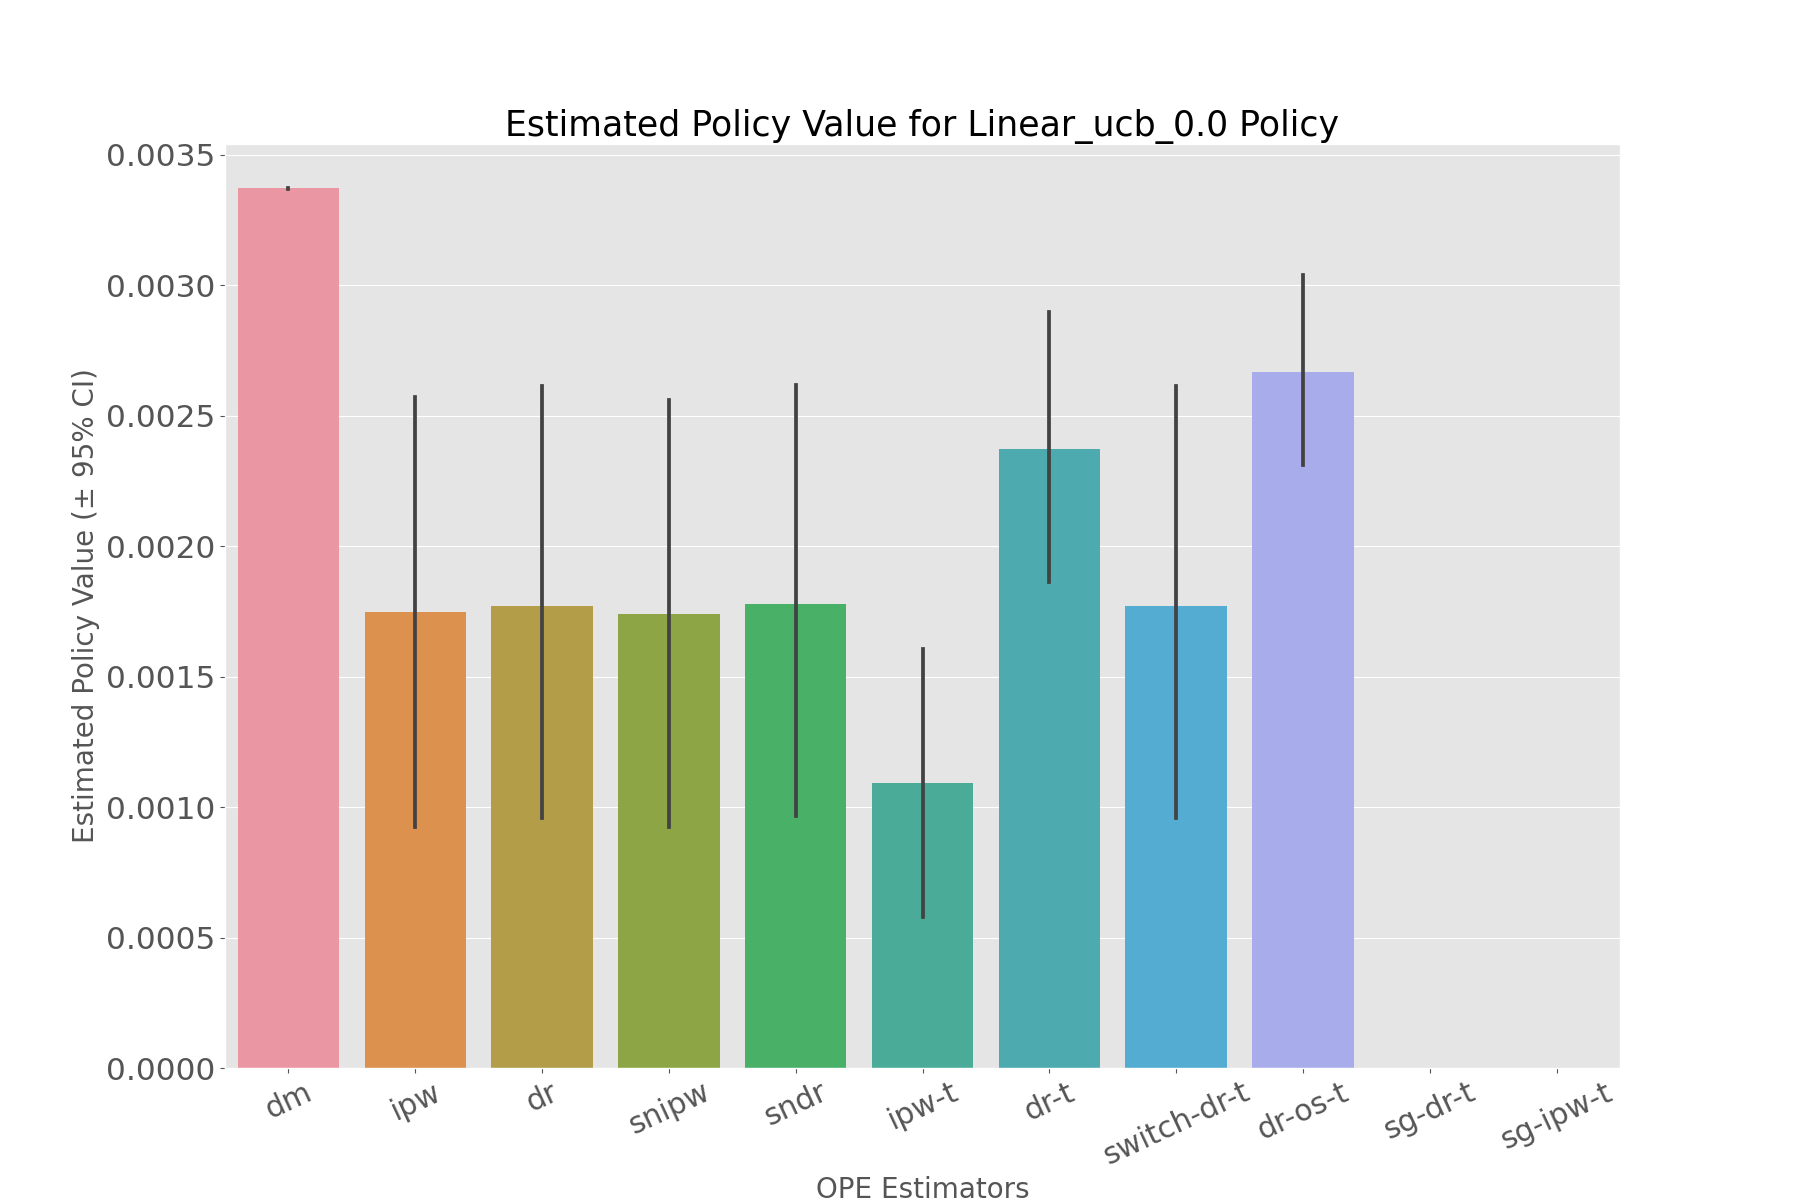 Estimated Policy Value for Linear_ucb_0.0 Policy
Estimated Policy Value (± 95% CI)
0.0035
0.0030
0.0025
0.0020
0.0015
0.0010
0.0005
0.0000
dm
ipw
dr
snipw
sndr
ipw-t
dr-t
switch-dr-t
dr-os-t
sg-dr-t
sg-ipw-t
OPE Estimators